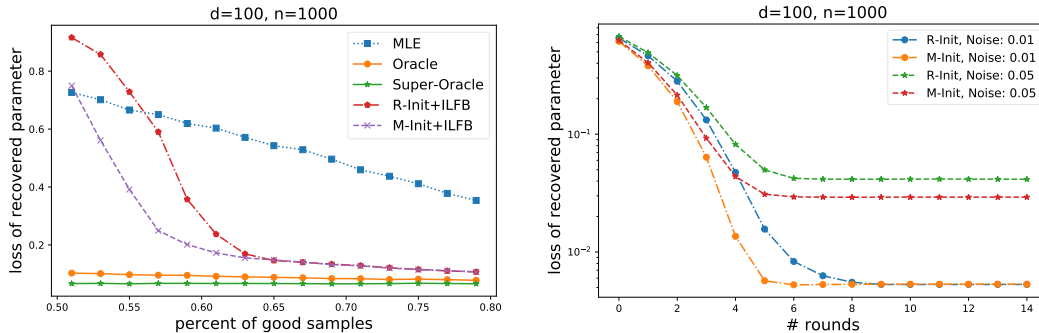 d=100, n=1000
loss of recovered parameter
0.8
0.6
0.4
0.2
MLE
Oracle
Super-Oracle
R-Init+ILFB
M-Init+ILFB
0.50 0.55 0.60 0.65 0.70 0.75 0.80
percent of good samples
d=100, n=1000
loss of recovered parameter
10⁻¹
10⁻²
R-Init, Noise: 0.01
M-Init, Noise: 0.01
R-Init, Noise: 0.05
M-Init, Noise: 0.05
0 2 4 6 8 10 12 14
# rounds